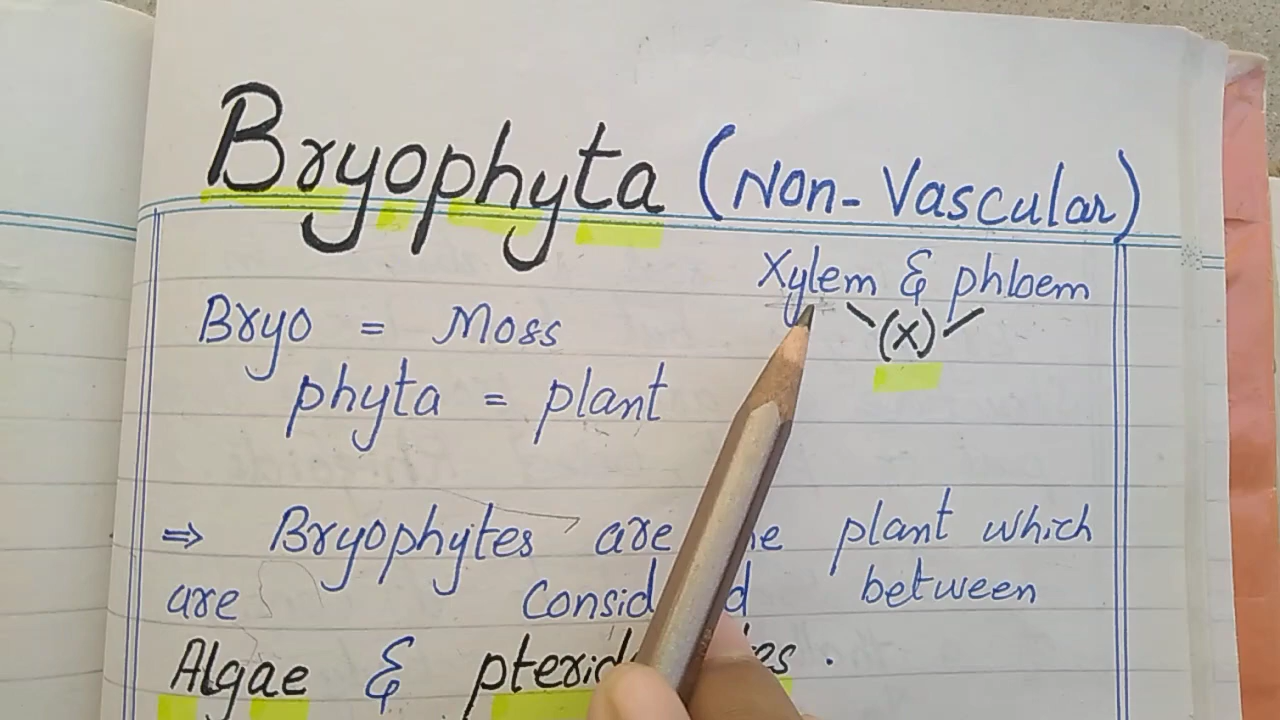 Bryophyta (Non-Vascular)
Xylem & phloem
(x)
Bryo = Moss
phyta = plant
⇒ Bryophytes are plant which
are between
Algae & .